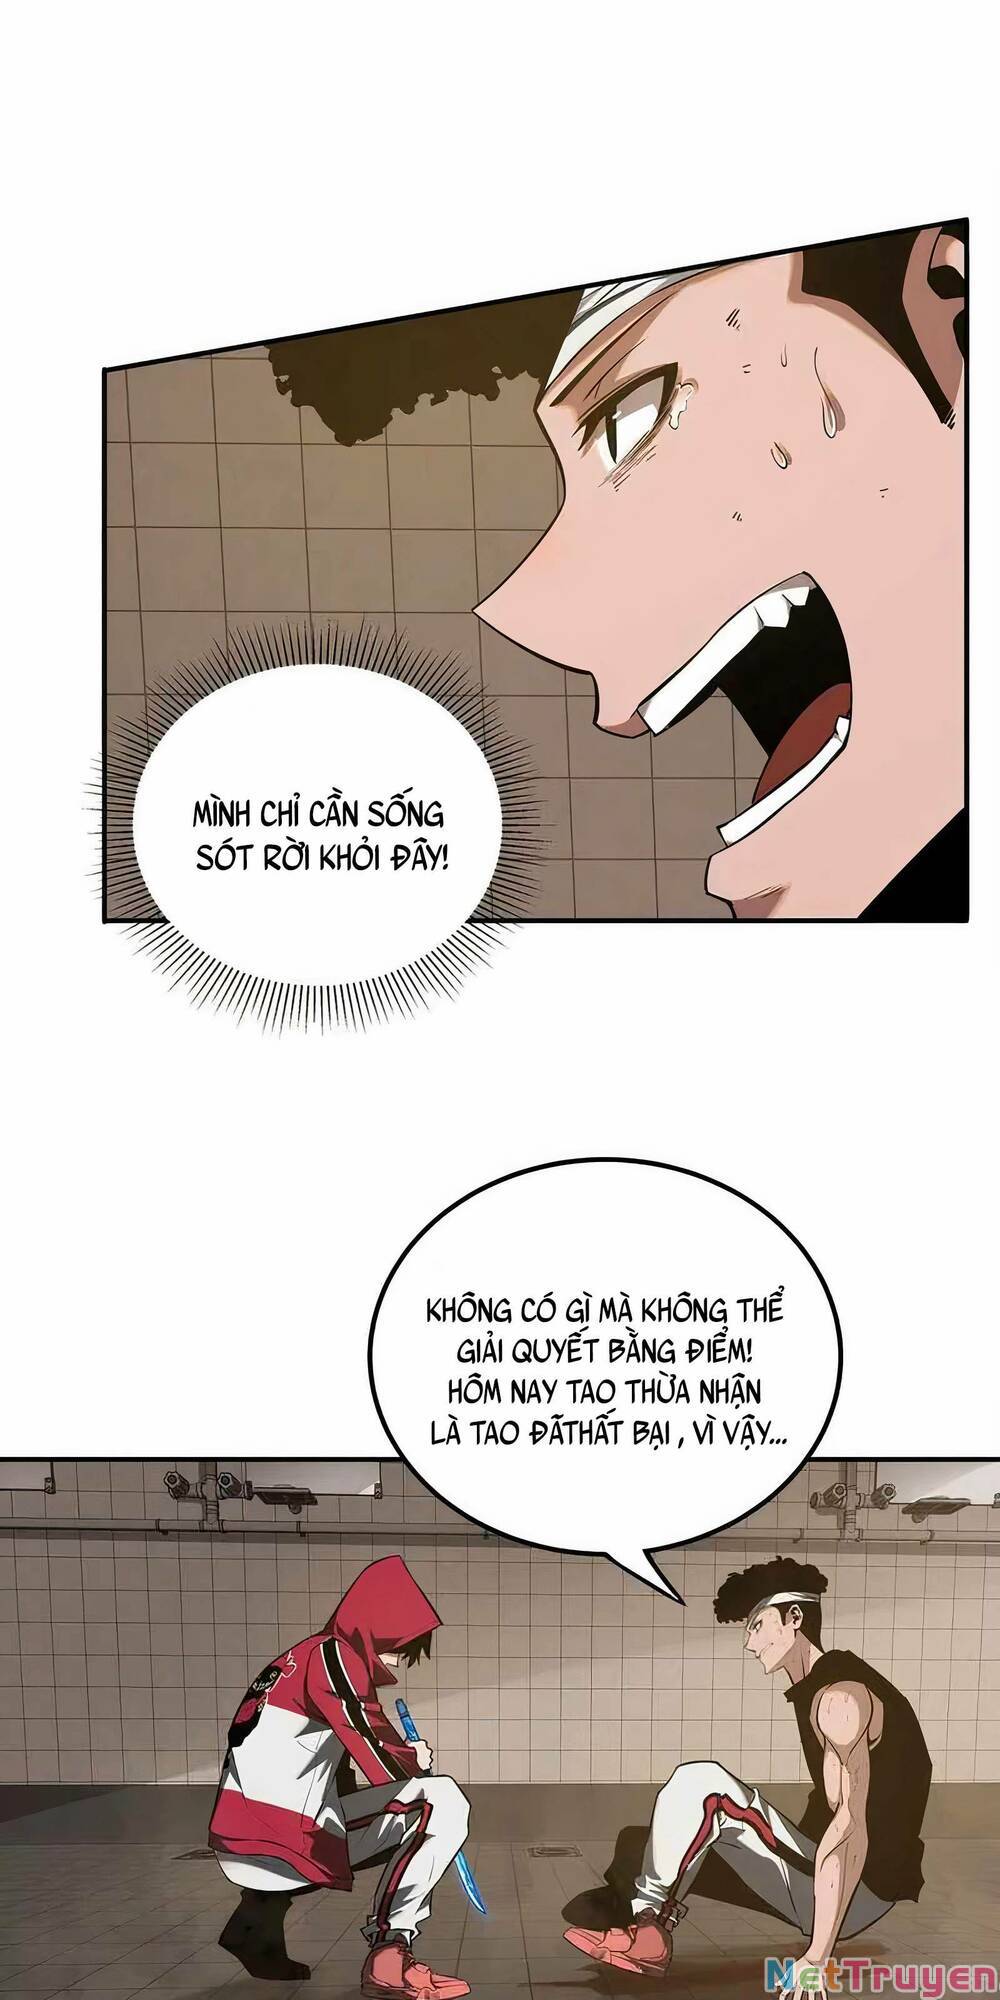 MÌNH CHỈ CẦN SỐNG
SÓT RỜI KHỎI ĐÂY!
KHÔNG CÓ GÌ MÀ KHÔNG THỂ
GIẢI QUYẾT BẰNG ĐIỂM!
HÔM NAY TAO THỪA NHẬN
LÀ TAO ĐÃTHẤT BẠI , VÌ VẬY...
NetTruyen